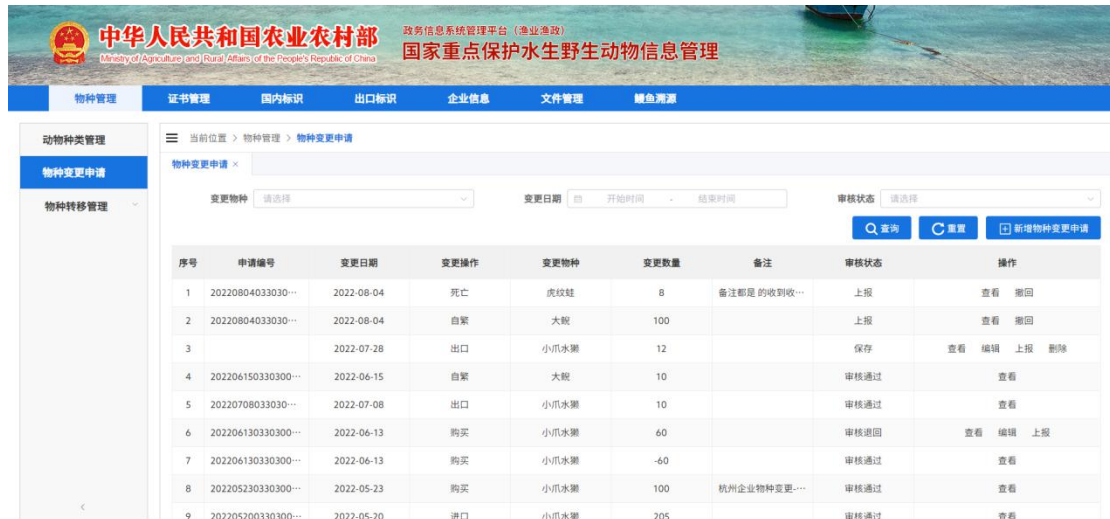 中华人民共和国农业农村部
Ministry of Agriculture and Rural Affairs of the People's Republic of China
政务信息系统管理平台（渔业渔政）
国家重点保护水生野生动物信息管理
物种管理 证书管理 国内标识 出口标识 企业信息 文件管理 鳗鱼溯源
动物种类管理
物种变更申请
物种转移管理
当前位置 > 物种管理 > 物种变更申请
物种变更申请 ×
变更物种 请选择 变更日期 开始时间 - 结束时间 审核状态 请选择
查询 重置 新增物种变更申请
序号 申请编号 变更日期 变更操作 变更物种 变更数量 备注 审核状态 操作
1 20220804033030… 2022-08-04 死亡 虎纹蛙 8 备注都是 的收到收… 上报 查看 撤回
2 20220804033030… 2022-08-04 自繁 大鲵 100 上报 查看 撤回
3 2022-07-28 出口 小爪水獭 12 保存 查看 编辑 上报 删除
4 202206150330300… 2022-06-15 自繁 大鲵 10 审核通过 查看
5 20220708033030… 2022-07-08 出口 小爪水獭 10 审核通过 查看
6 202206130330300… 2022-06-13 购买 小爪水獭 60 审核退回 查看 编辑 上报
7 202206130330300… 2022-06-13 购买 小爪水獭 -60 审核通过 查看
8 202205230330300… 2022-05-23 购买 小爪水獭 100 杭州企业物种变更-… 审核通过 查看
9 202205200330300… 2022-05-20 进口 小爪水獭 205 审核通过 查看